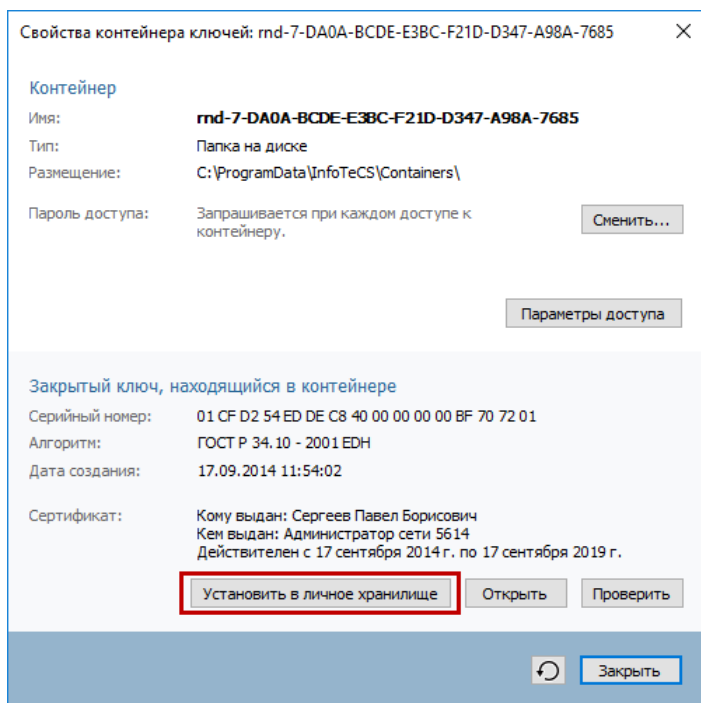 Свойства контейнера ключей: rnd-7-DA0A-BCDE-E3BC-F21D-D347-A98A-7685
Контейнер
Имя: rnd-7-DA0A-BCDE-E3BC-F21D-D347-A98A-7685
Тип: Папка на диске
Размещение: C:\ProgramData\InfoTeCS\Containers\
Пароль доступа: Запрашивается при каждом доступе к
контейнеру.
Сменить...
Параметры доступа
Закрытый ключ, находящийся в контейнере
Серийный номер: 01 CF D2 54 ED DE C8 40 00 00 00 00 BF 70 72 01
Алгоритм: ГОСТ Р 34.10 - 2001 EDH
Дата создания: 17.09.2014 11:54:02
Сертификат: Кому выдан: Сергеев Павел Борисович
Кем выдан: Администратор сети 5614
Действителен с 17 сентября 2014 г. по 17 сентября 2019 г.
Установить в личное хранилище Открыть Проверить
Закрыть